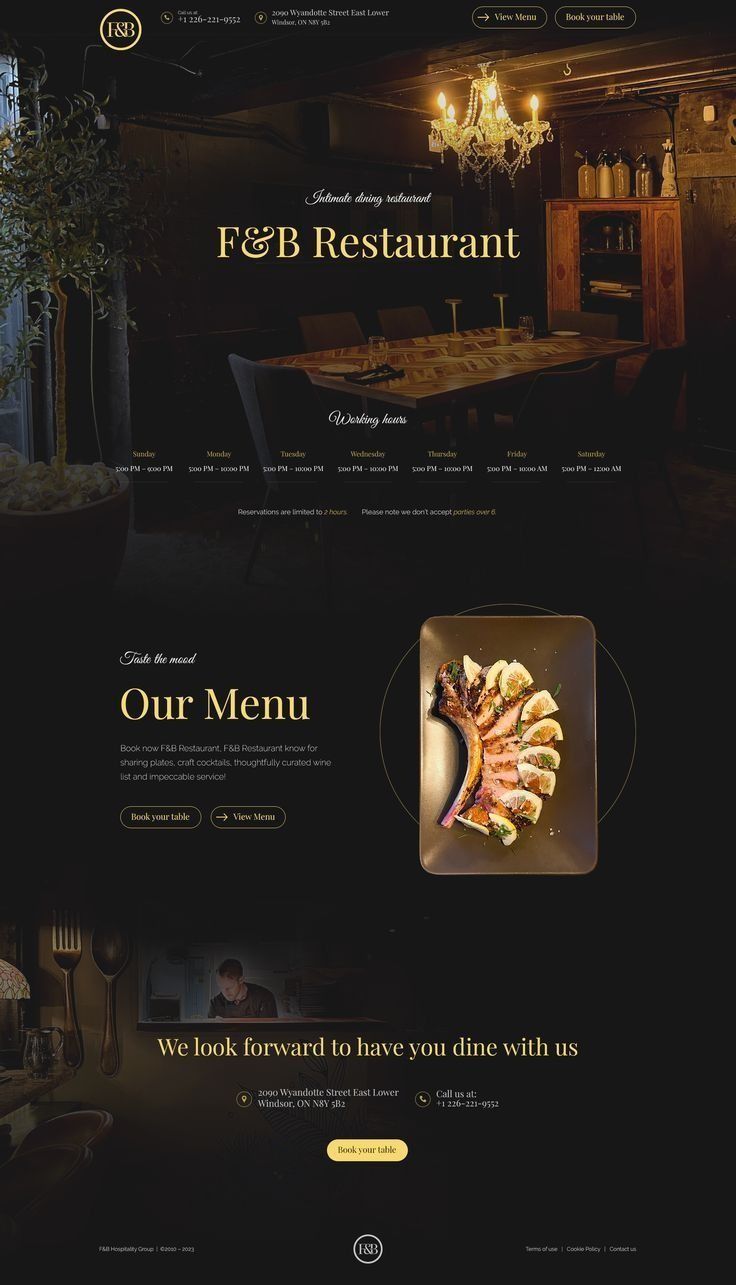 F&B
Call us at
+1 226-221-9552
2090 Wyandotte Street East Lower
Windsor, ON N8Y 5B2
View Menu
Book your table
Intimate dining restaurant
F&B Restaurant
Working hours
Sunday
5:00 PM – 9:00 PM
Monday
5:00 PM – 10:00 PM
Tuesday
5:00 PM – 10:00 PM
Wednesday
5:00 PM – 10:00 PM
Thursday
5:00 PM – 10:00 PM
Friday
5:00 PM – 10:00 AM
Saturday
5:00 PM – 12:00 AM
Reservations are limited to 2 hours.
Please note we don't accept parties over 6.
Taste the mood
Our Menu
Book now F&B Restaurant, F&B Restaurant know for
sharing plates, craft cocktails, thoughtfully curated wine
list and impeccable service!
Book your table
View Menu
We look forward to have you dine with us
2090 Wyandotte Street East Lower
Windsor, ON N8Y 5B2
Call us at:
+1 226-221-9552
Book your table
F&B Hospitality Group | ©2010 – 2023
F&B
Terms of use | Cookie Policy | Contact us